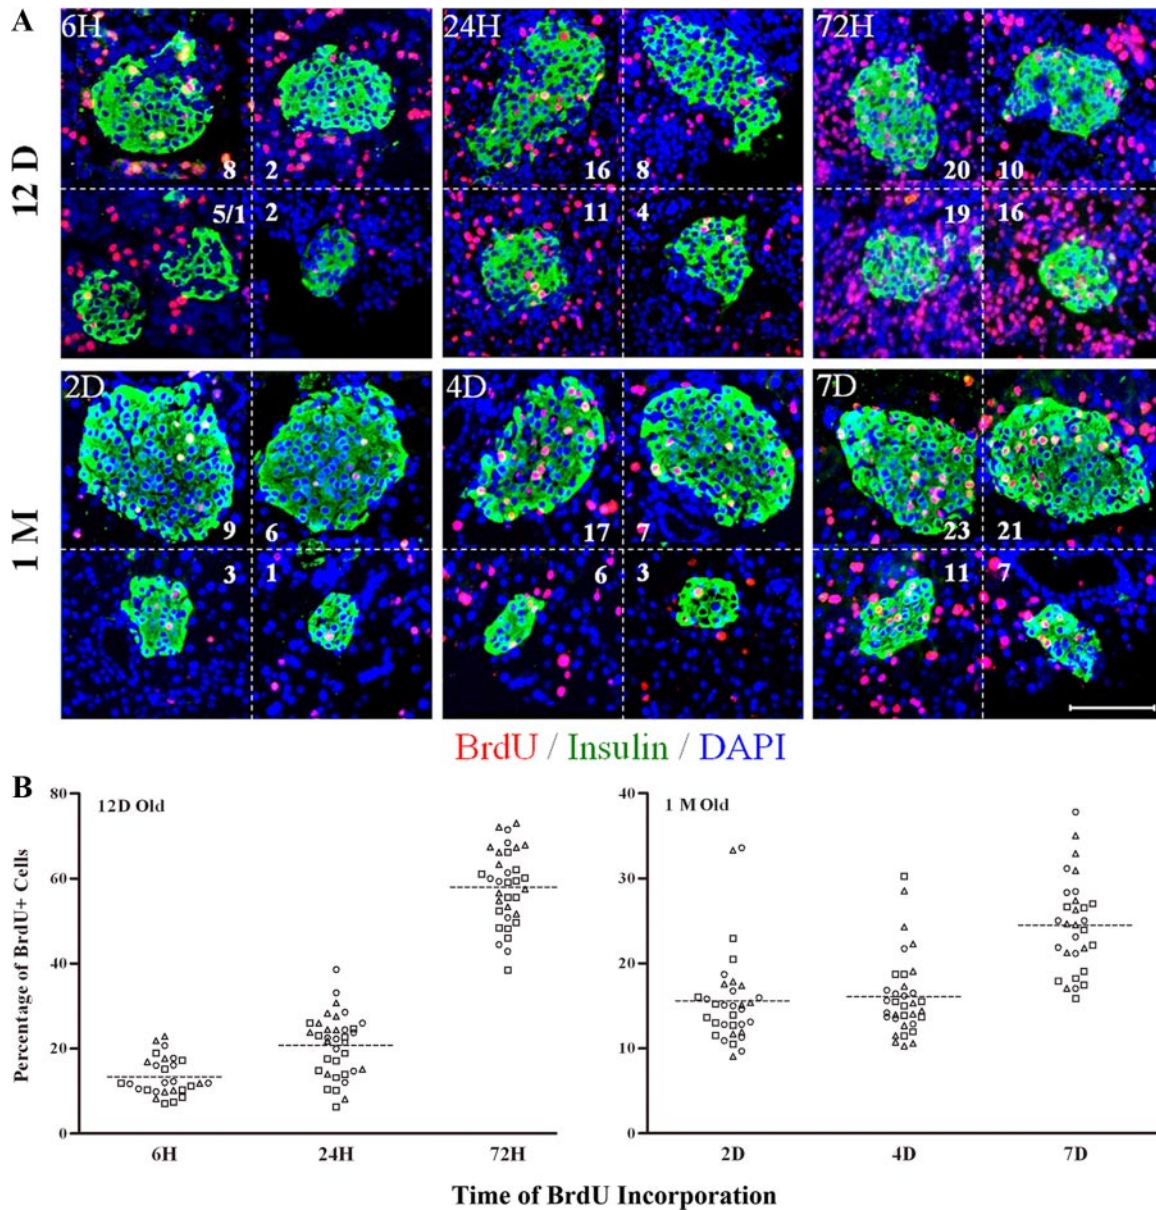 A
6H 24H 72H
12 D
8 2 16 8 20 10
5/1 2 11 4 19 16
2D 4D 7D
1 M
9 6 17 7 23 21
3 1 6 3 11 7
BrdU / Insulin / DAPI
B
12D Old
1 M Old
Percentage of BrdU+ Cells
80 40
60 30
40 20
20 10
0 0
6H 24H 72H 2D 4D 7D
Time of BrdU Incorporation